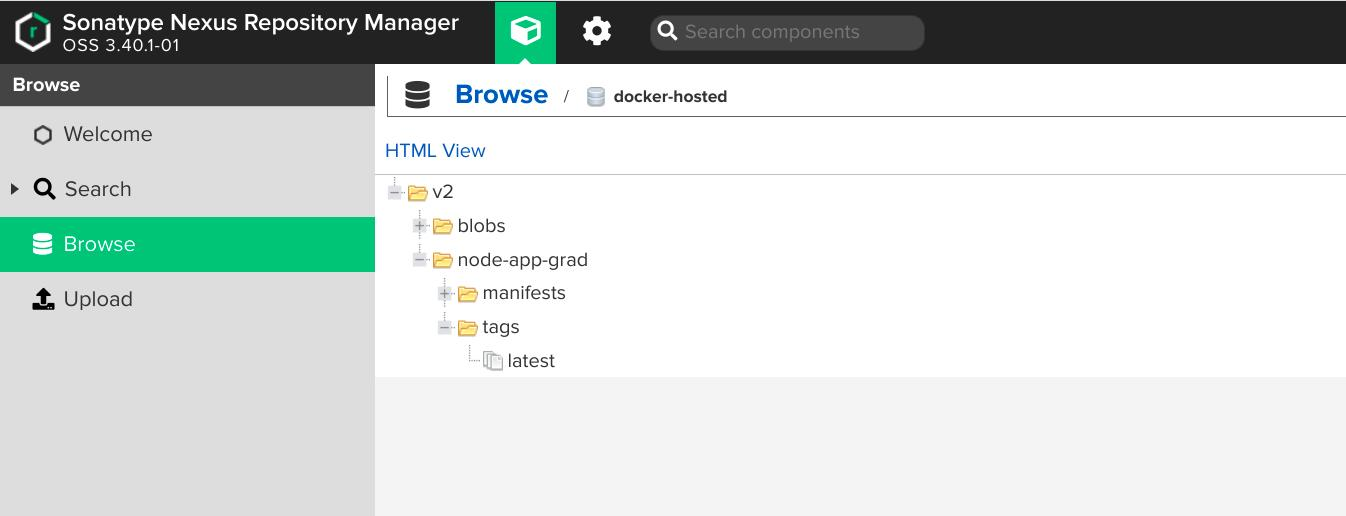 Sonatype Nexus Repository Manager
OSS 3.40.1-01
Search components
Browse
Welcome
Search
Browse
Upload
Browse / docker-hosted
HTML View
v2
blobs
node-app-grad
manifests
tags
latest